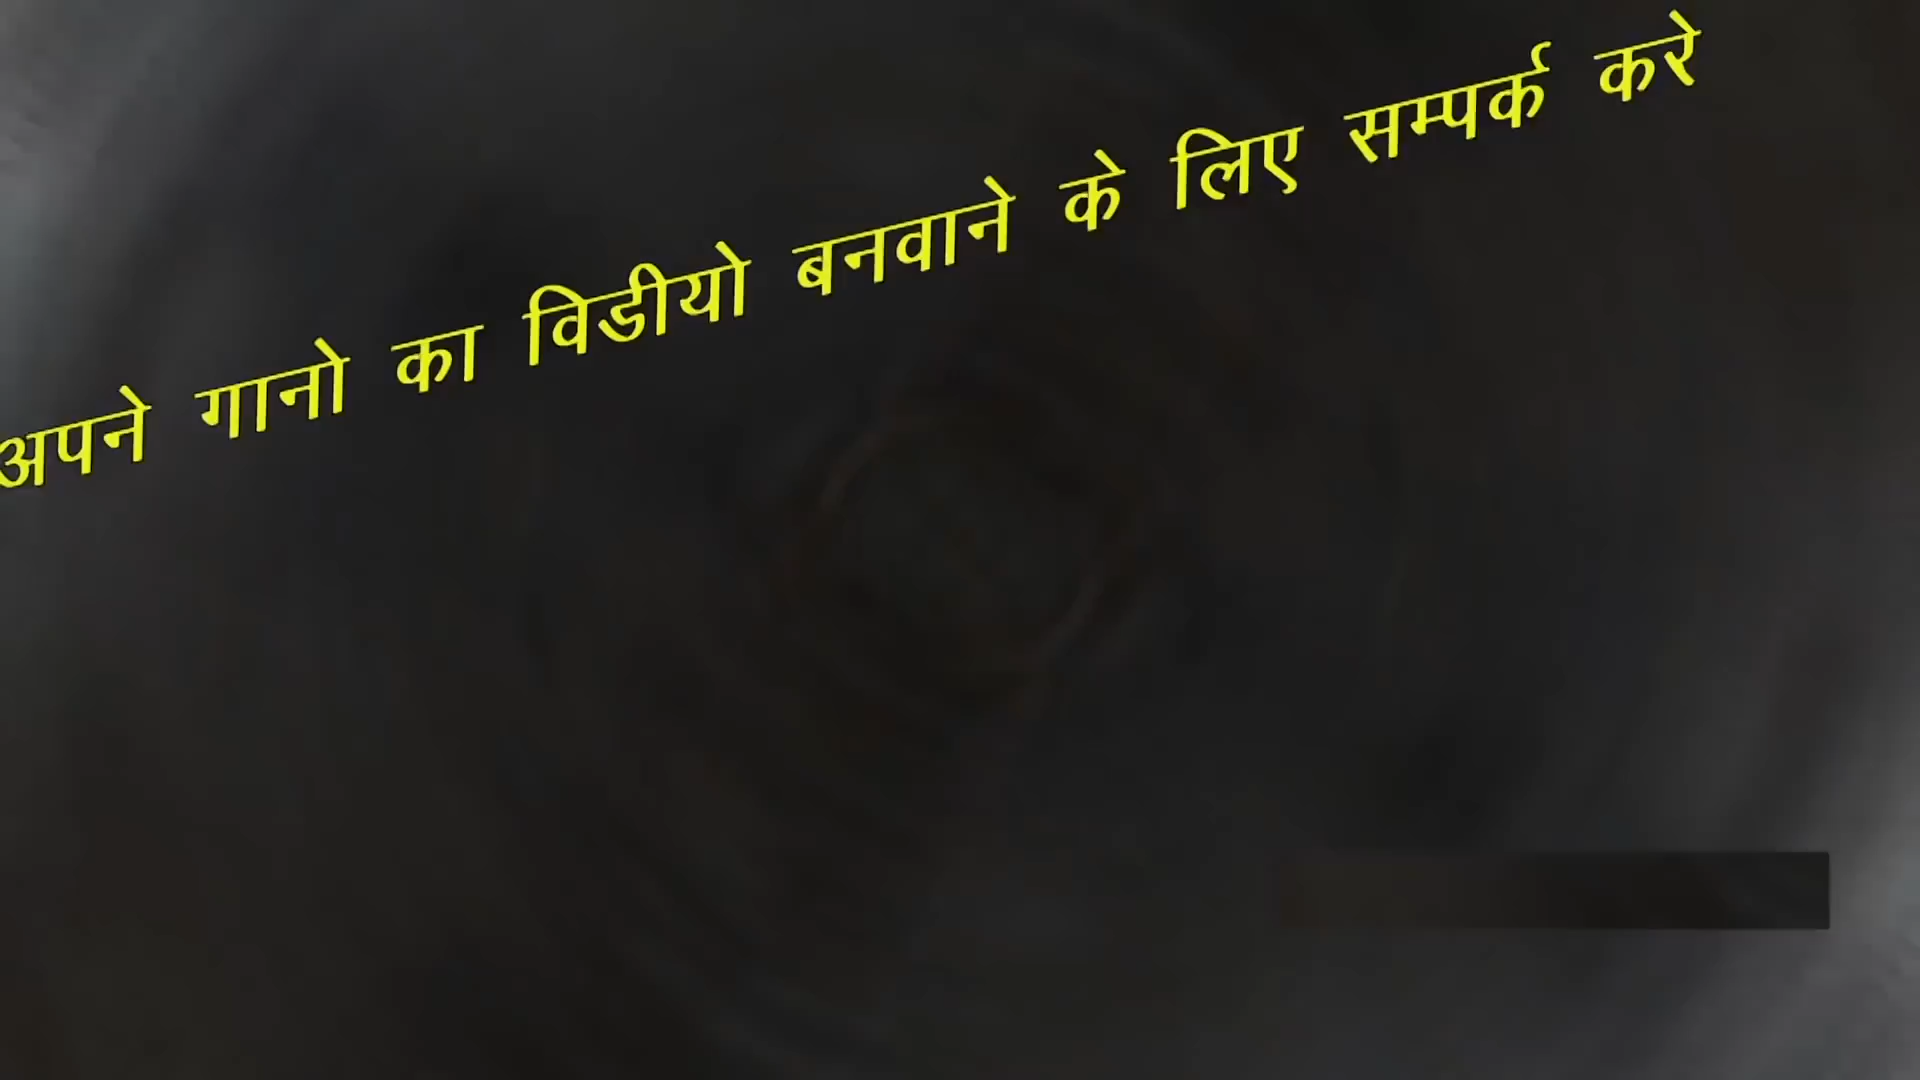 अपने गानो का विडीयो बनवाने के लिए सम्पर्क करे